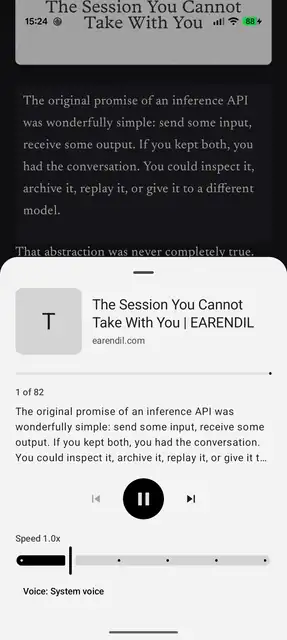 The Session You Cannot
15:24
88
Take With You
The original promise of an inference API
was wonderfully simple: send some input,
receive some output. If you kept both, you
had the conversation. You could inspect it,
archive it, replay it, or give it to a different
model.
That abstraction was never completely true.
T
The Session You Cannot
Take With You | EARENDIL
earendil.com
1 of 82
The original promise of an inference API was
wonderfully simple: send some input, receive some
output. If you kept both, you had the conversation.
You could inspect it, archive it, replay it, or give it t…
Speed 1.0x
Voice: System voice